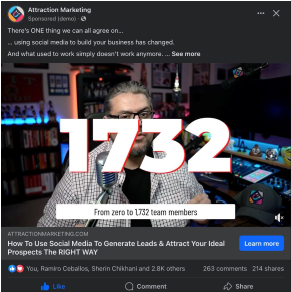 Attraction Marketing
Sponsored (demo) ·
There's ONE thing we can all agree on...
... using social media to build your business has changed.
And what used to work simply doesn't work anymore. ... See more
1732
From zero to 1,732 team members
ATTRACTIONMARKETING.COM
How To Use Social Media To Generate Leads & Attract Your Ideal
Prospects The RIGHT WAY
Learn more
You, Ramiro Ceballos, Sherin Chikhani and 2.8K others
263 comments 214 shares
Like
Comment
Share